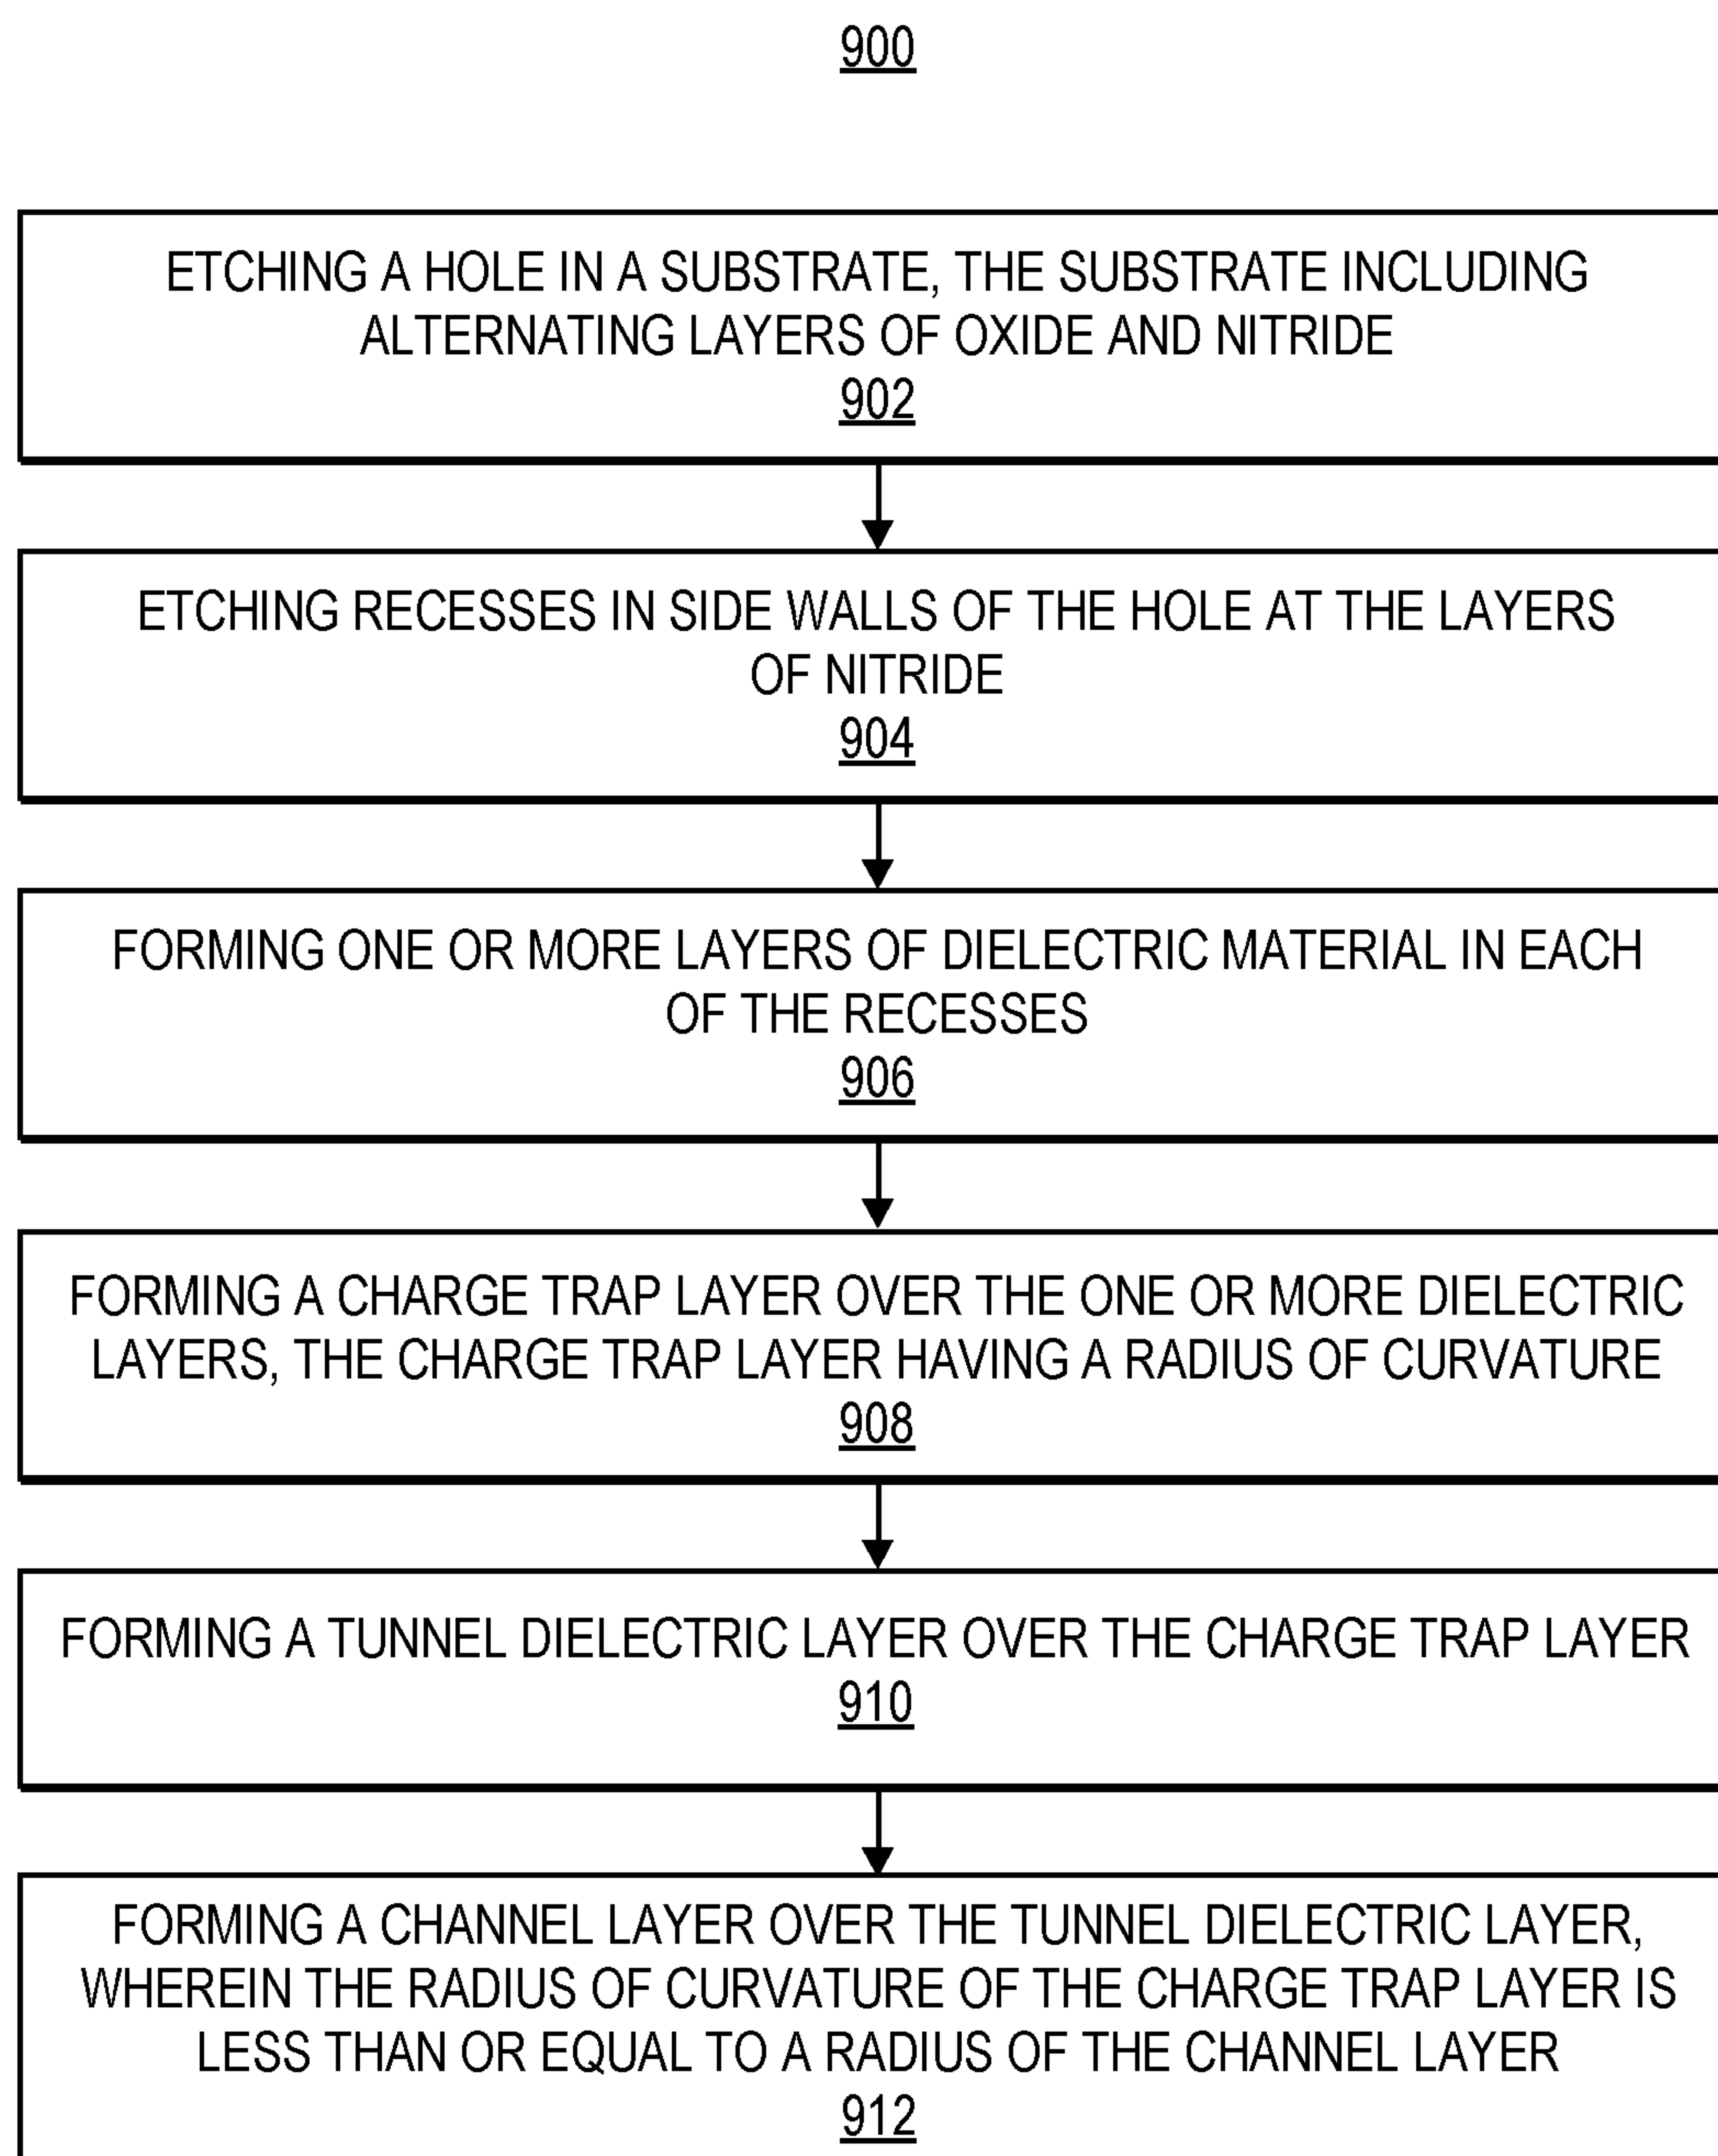 900
ETCHING A HOLE IN A SUBSTRATE, THE SUBSTRATE INCLUDING
ALTERNATING LAYERS OF OXIDE AND NITRIDE
902
ETCHING RECESSES IN SIDE WALLS OF THE HOLE AT THE LAYERS
OF NITRIDE
904
FORMING ONE OR MORE LAYERS OF DIELECTRIC MATERIAL IN EACH
OF THE RECESSES
906
FORMING A CHARGE TRAP LAYER OVER THE ONE OR MORE DIELECTRIC
LAYERS, THE CHARGE TRAP LAYER HAVING A RADIUS OF CURVATURE
908
FORMING A TUNNEL DIELECTRIC LAYER OVER THE CHARGE TRAP LAYER
910
FORMING A CHANNEL LAYER OVER THE TUNNEL DIELECTRIC LAYER,
WHEREIN THE RADIUS OF CURVATURE OF THE CHARGE TRAP LAYER IS
LESS THAN OR EQUAL TO A RADIUS OF THE CHANNEL LAYER
912